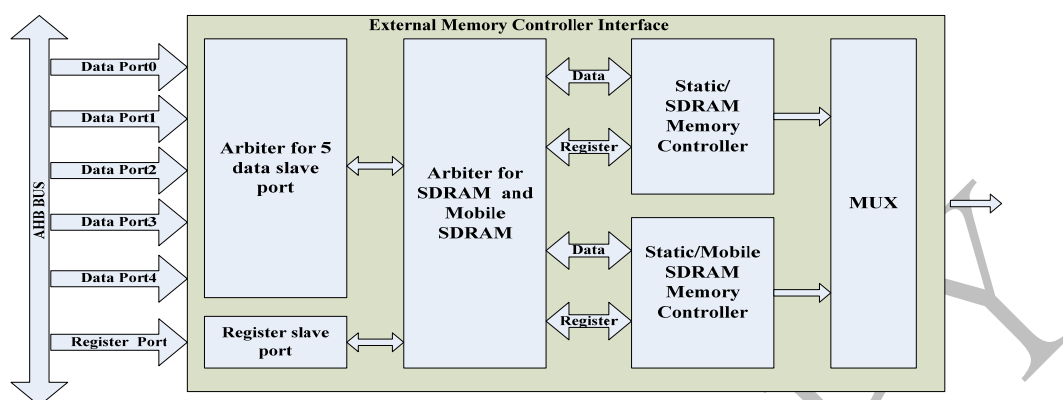 External Memory Controller Interface
AHB BUS
Data Port0
Data Port1
Data Port2
Data Port3
Data Port4
Register Port
Arbiter for 5
data slave
port
Register slave
port
Arbiter for
SDRAM and
Mobile
SDRAM
Data
Register
Data
Register
Static/
SDRAM
Memory
Controller
Static/Mobile
SDRAM
Memory
Controller
MUX
Y